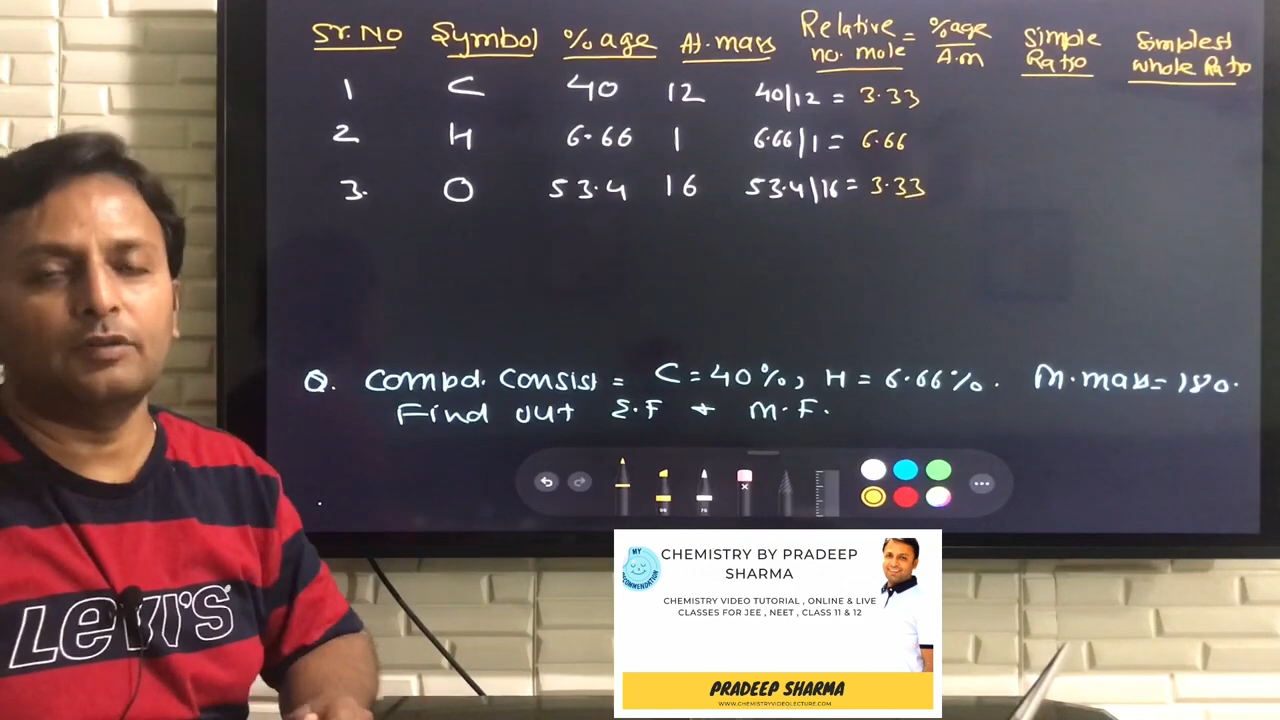 Sr.No Symbol %age At.mass Relative no. mole = %age / A.m Simple Ratio Simplest whole Ratio
1 C 40 12 40/12 = 3.33
2 H 6.66 1 6.66/1 = 6.66
3. O 53.4 16 53.4/16 = 3.33
Q. Compd. Consist = C = 40%, H = 6.66%. M.mass = 180.
Find out E.F + M.F.
MY RECOMMENDATION
CHEMISTRY BY PRADEEP
SHARMA
CHEMISTRY VIDEO TUTORIAL , ONLINE & LIVE
CLASSES FOR JEE , NEET , CLASS 11 & 12
PRADEEP SHARMA
WWW.CHEMISTRYVIDEOLECTURE.COM
LEVI'S